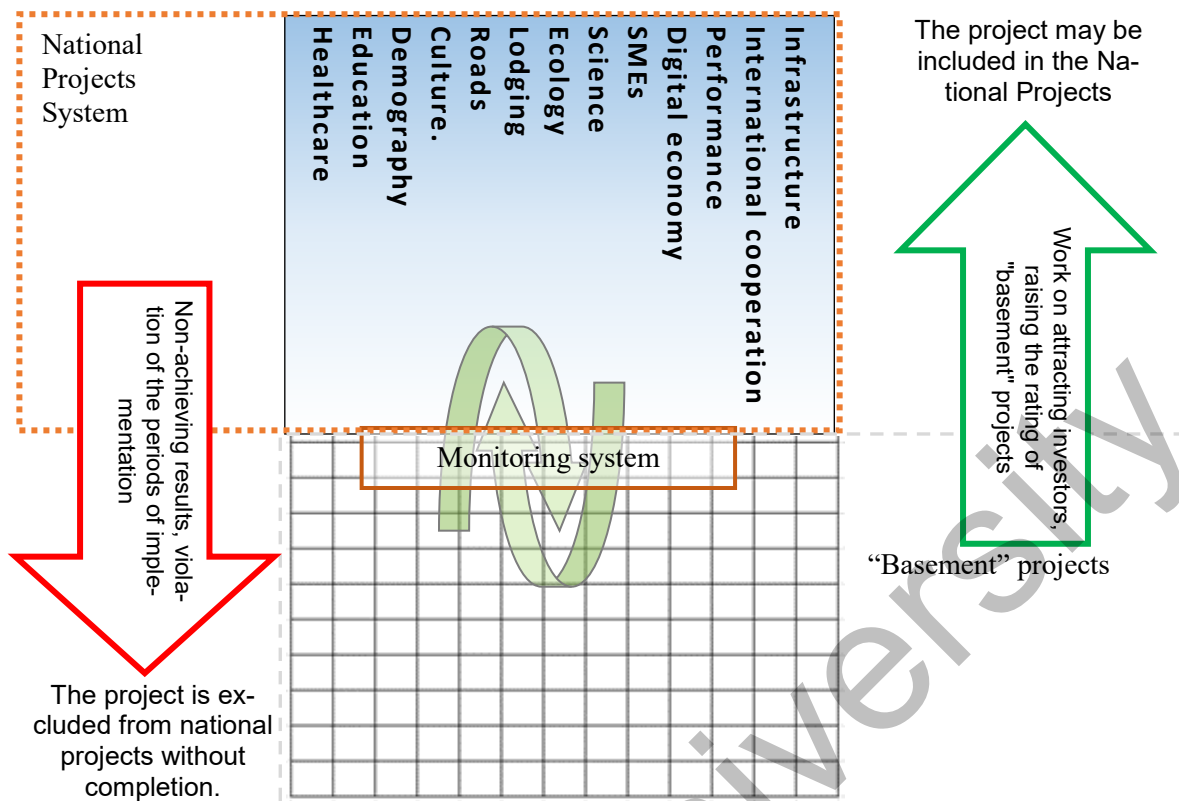 National
Projects
System
Healthcare
Education
Demography
Culture.
Roads
Lodging
Ecology
Science
SMEs
Digital economy
Performance
International cooperation
Infrastructure
The project may be
included in the Na-
tional Projects
Non-achieving results, viola-
tion of the periods of imple-
mentation
Work on attracting investors,
raising the rating of
"basement" projects
Monitoring system
“Basement” projects
The project is ex-
cluded from national
projects without
completion.
iversity